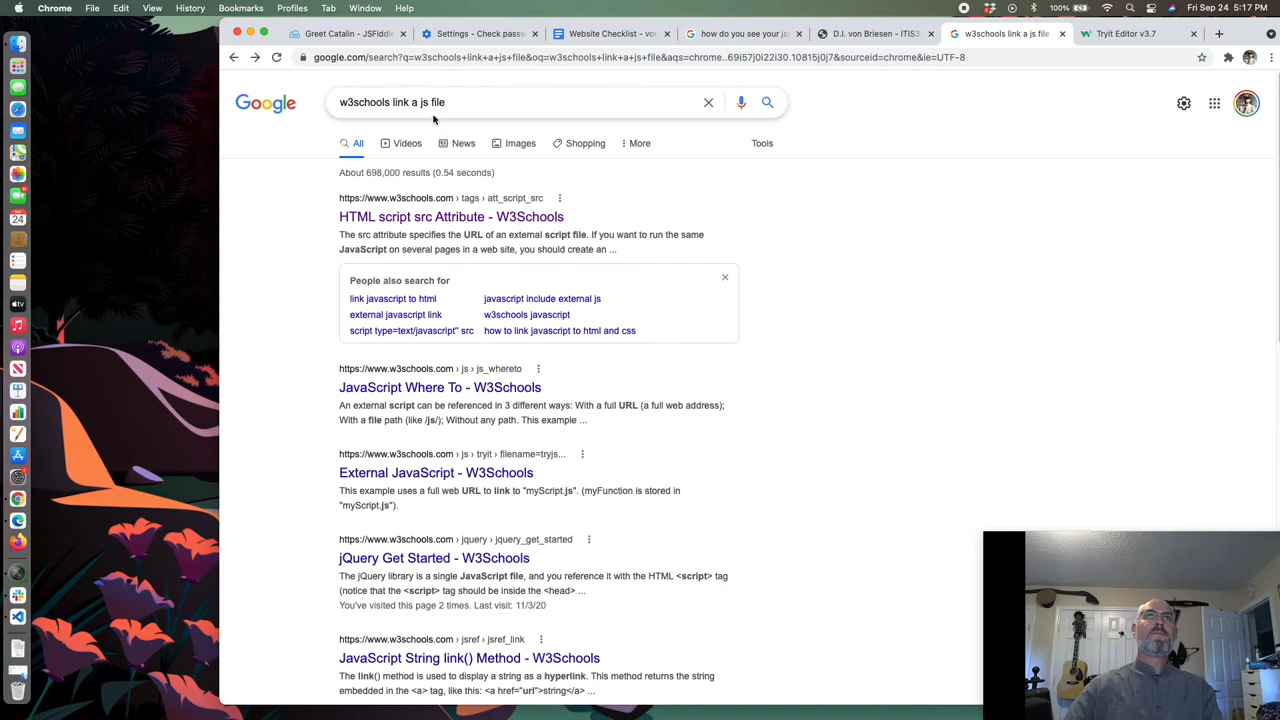 Chrome File Edit View History Bookmarks Profiles Tab Window Help
Greet Catalin - JSFiddle
Settings - Check passw
Website Checklist - vo
how do you see your js
D.I. von Briesen - ITIS3
w3schools link a js file
Tryit Editor v3.7
google.com/search?q=w3schools+link+a+js+file&oq=w3schools+link+a+js+file&aqs=chrome..69i57j0i22i30.10815j0j7&sourceid=chrome&ie=UTF-8
Google
w3schools link a js file
All Videos News Images Shopping More Tools
About 698,000 results (0.54 seconds)
https://www.w3schools.com › tags › att_script_src
HTML script src Attribute - W3Schools
The src attribute specifies the URL of an external script file. If you want to run the same
JavaScript on several pages in a web site, you should create an ...
People also search for
link javascript to html javascript include external js
external javascript link w3schools javascript
script type=text/javascript" src how to link javascript to html and css
https://www.w3schools.com › js › js_whereto
JavaScript Where To - W3Schools
An external script can be referenced in 3 different ways: With a full URL (a full web address);
With a file path (like /js/); Without any path. This example ...
https://www.w3schools.com › js › tryit › filename=tryjs...
External JavaScript - W3Schools
This example uses a full web URL to link to "myScript.js". (myFunction is stored in
"myScript.js").
https://www.w3schools.com › jquery › jquery_get_started
jQuery Get Started - W3Schools
The jQuery library is a single JavaScript file, and you reference it with the HTML <script> tag
(notice that the <script> tag should be inside the <head> ...
You've visited this page 2 times. Last visit: 11/3/20
https://www.w3schools.com › jsref › jsref_link
JavaScript String link() Method - W3Schools
The link() method is used to display a string as a hyperlink. This method returns the string
embedded in the <a> tag, like this: <a href="url">string</a> ...
24
tv